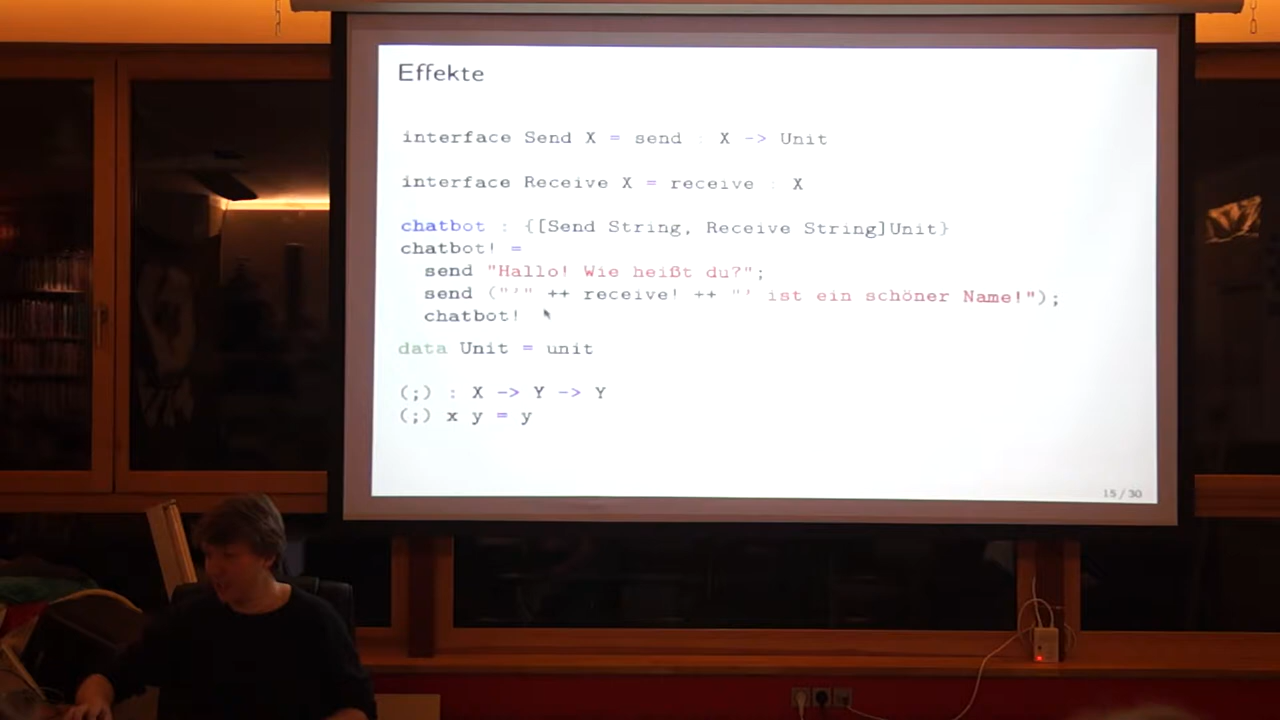 Effekte
interface Send X = send : X -> Unit
interface Receive X = receive : X
chatbot : {[Send String, Receive String]Unit}
chatbot! =
send "Hallo! Wie heißt du?";
send ("'" ++ receive! ++ "' ist ein schöner Name!");
chatbot!
data Unit = unit
(;) : X -> Y -> Y
(;) x y = y
15 / 30